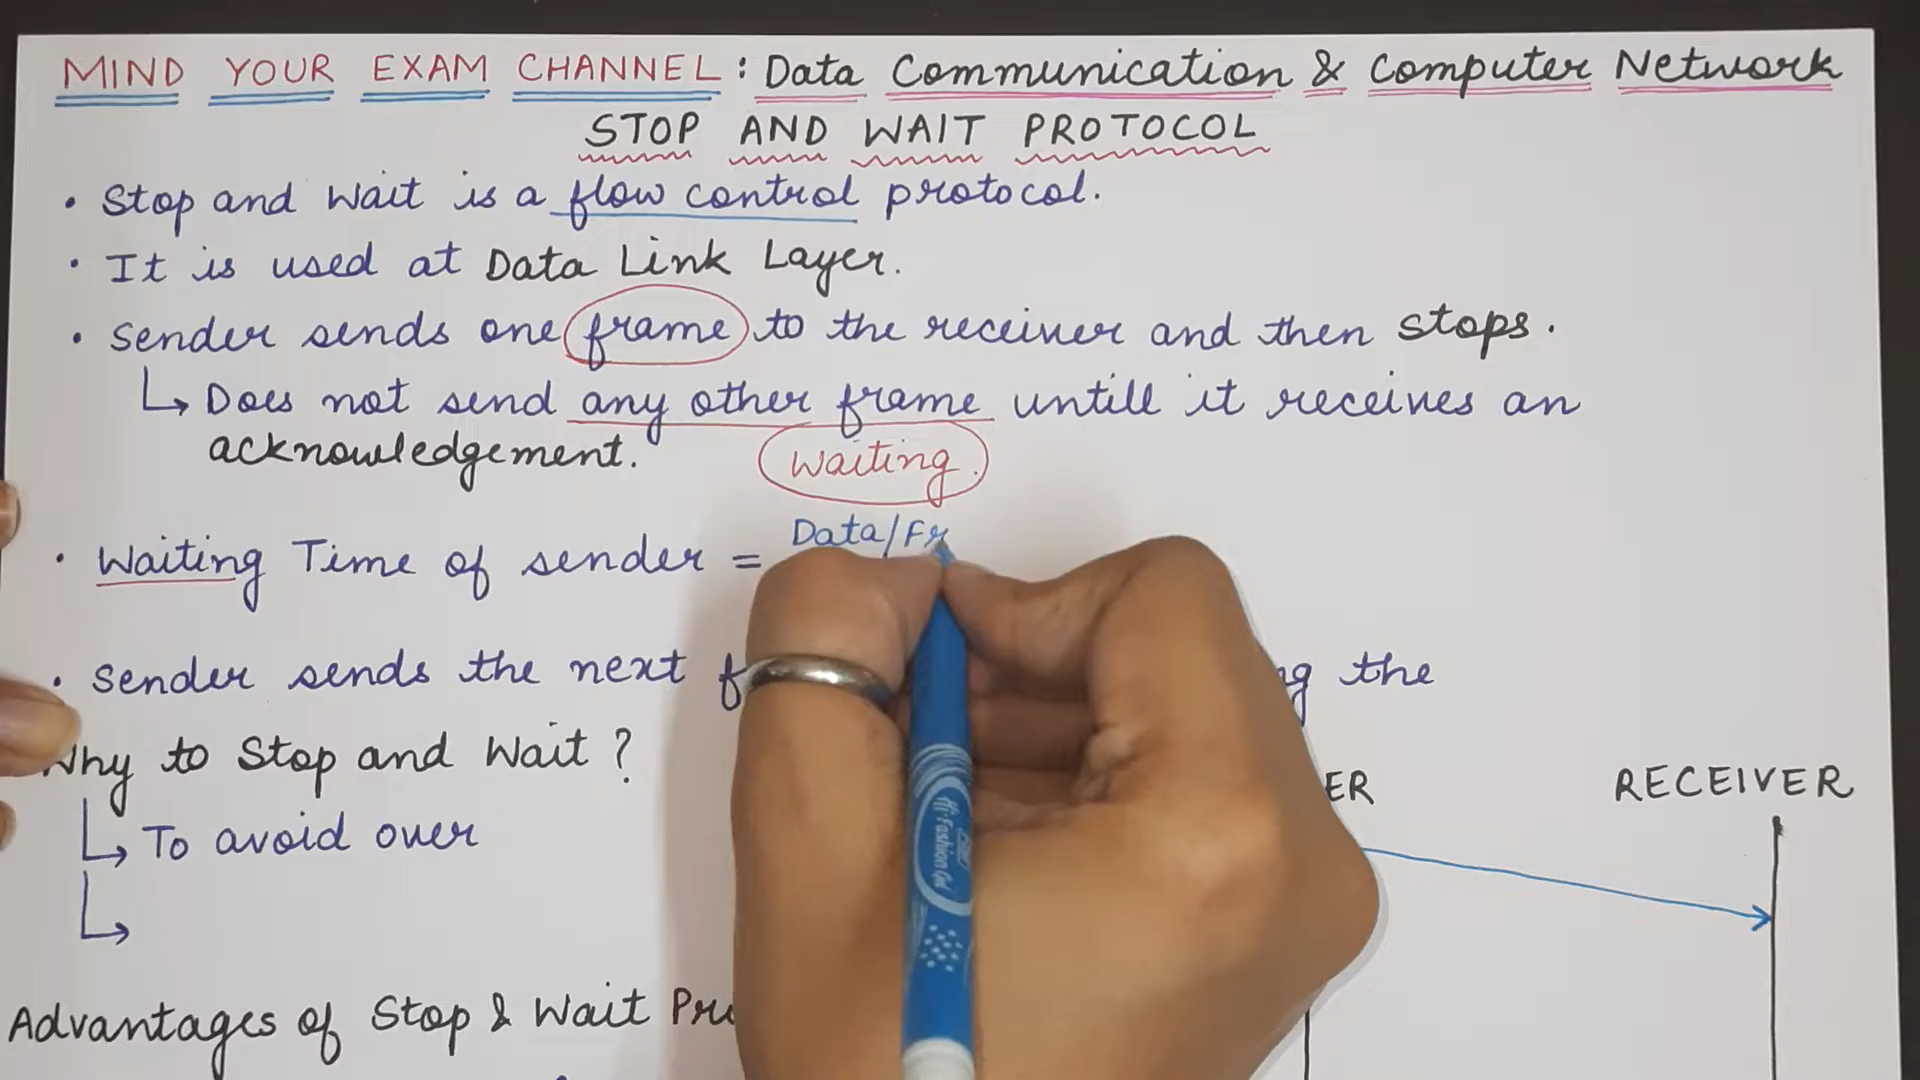 MIND YOUR EXAM CHANNEL : Data Communication & Computer Network
STOP AND WAIT PROTOCOL
• Stop and Wait is a flow control protocol.
• It is used at Data Link Layer.
• Sender sends one frame to the receiver and then stops.
↳ Does not send any other frame untill it receives an
acknowledgement. Waiting.
Data/Fr
• Waiting Time of sender =
• Sender sends the next the
Why to Stop and Wait ?
RECEIVER
↳ To avoid over
Advantages of Stop & Wait